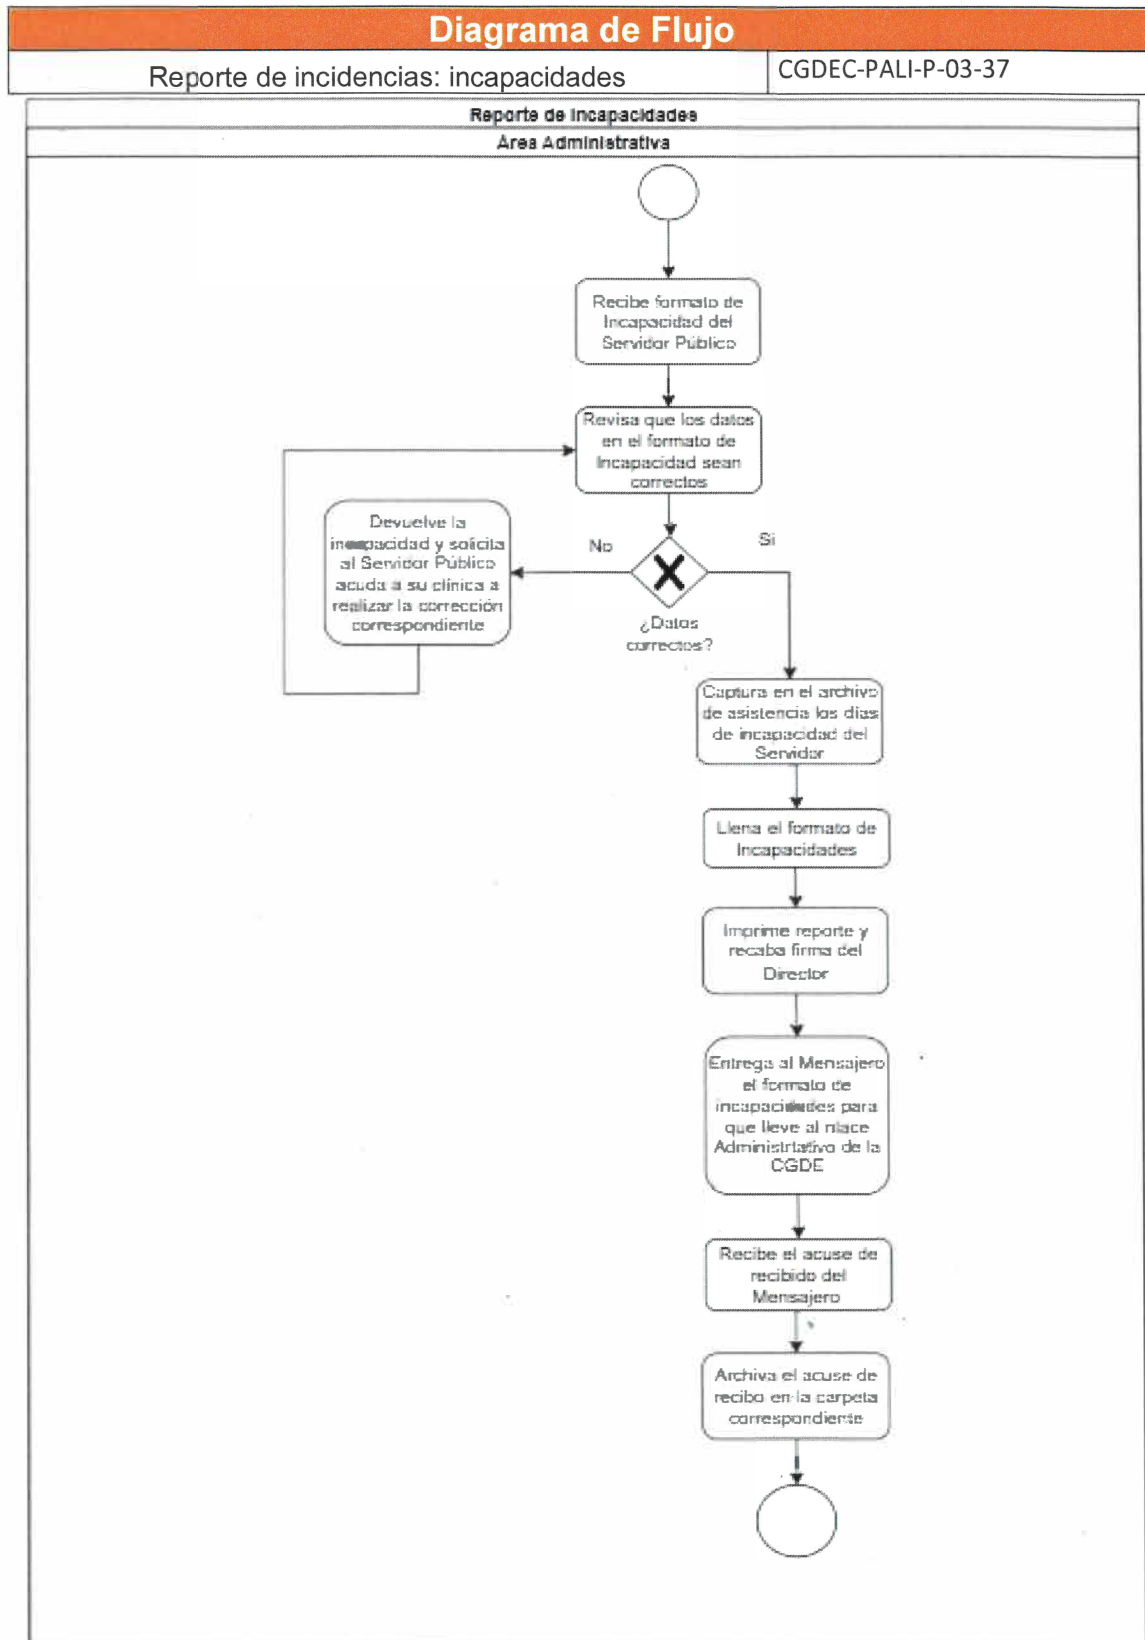 Diagrama de Flujo
Reporte de incidencias: incapacidades
CGDEC-PALI-P-03-37
Reporte de Incapacidades
Area Administrativa
Recibe formato de
Incapacidad del
Servidor Público
Revisa que los datos
en el formato de
Incapacidad sean
correctos
Devuelve la
incapacidad y solicita
al Servidor Público
acuda a su clínica a
realizar la corrección
correspondiente
No
Si
¿Datos
correctos?
Captura en el archivo
de asistencia los días
de incapacidad del
Servidor
Llena el formato de
Incapacidades
Imprime reporte y
recaba firma del
Director
Entrega al Mensajero
el formato de
incapacidades para
que lleve al nlace
Administrtativo de la
CGDE
Recibe el acuse de
recibido del
Mensajero
Archiva el acuse de
recibo en la carpeta
correspondiente